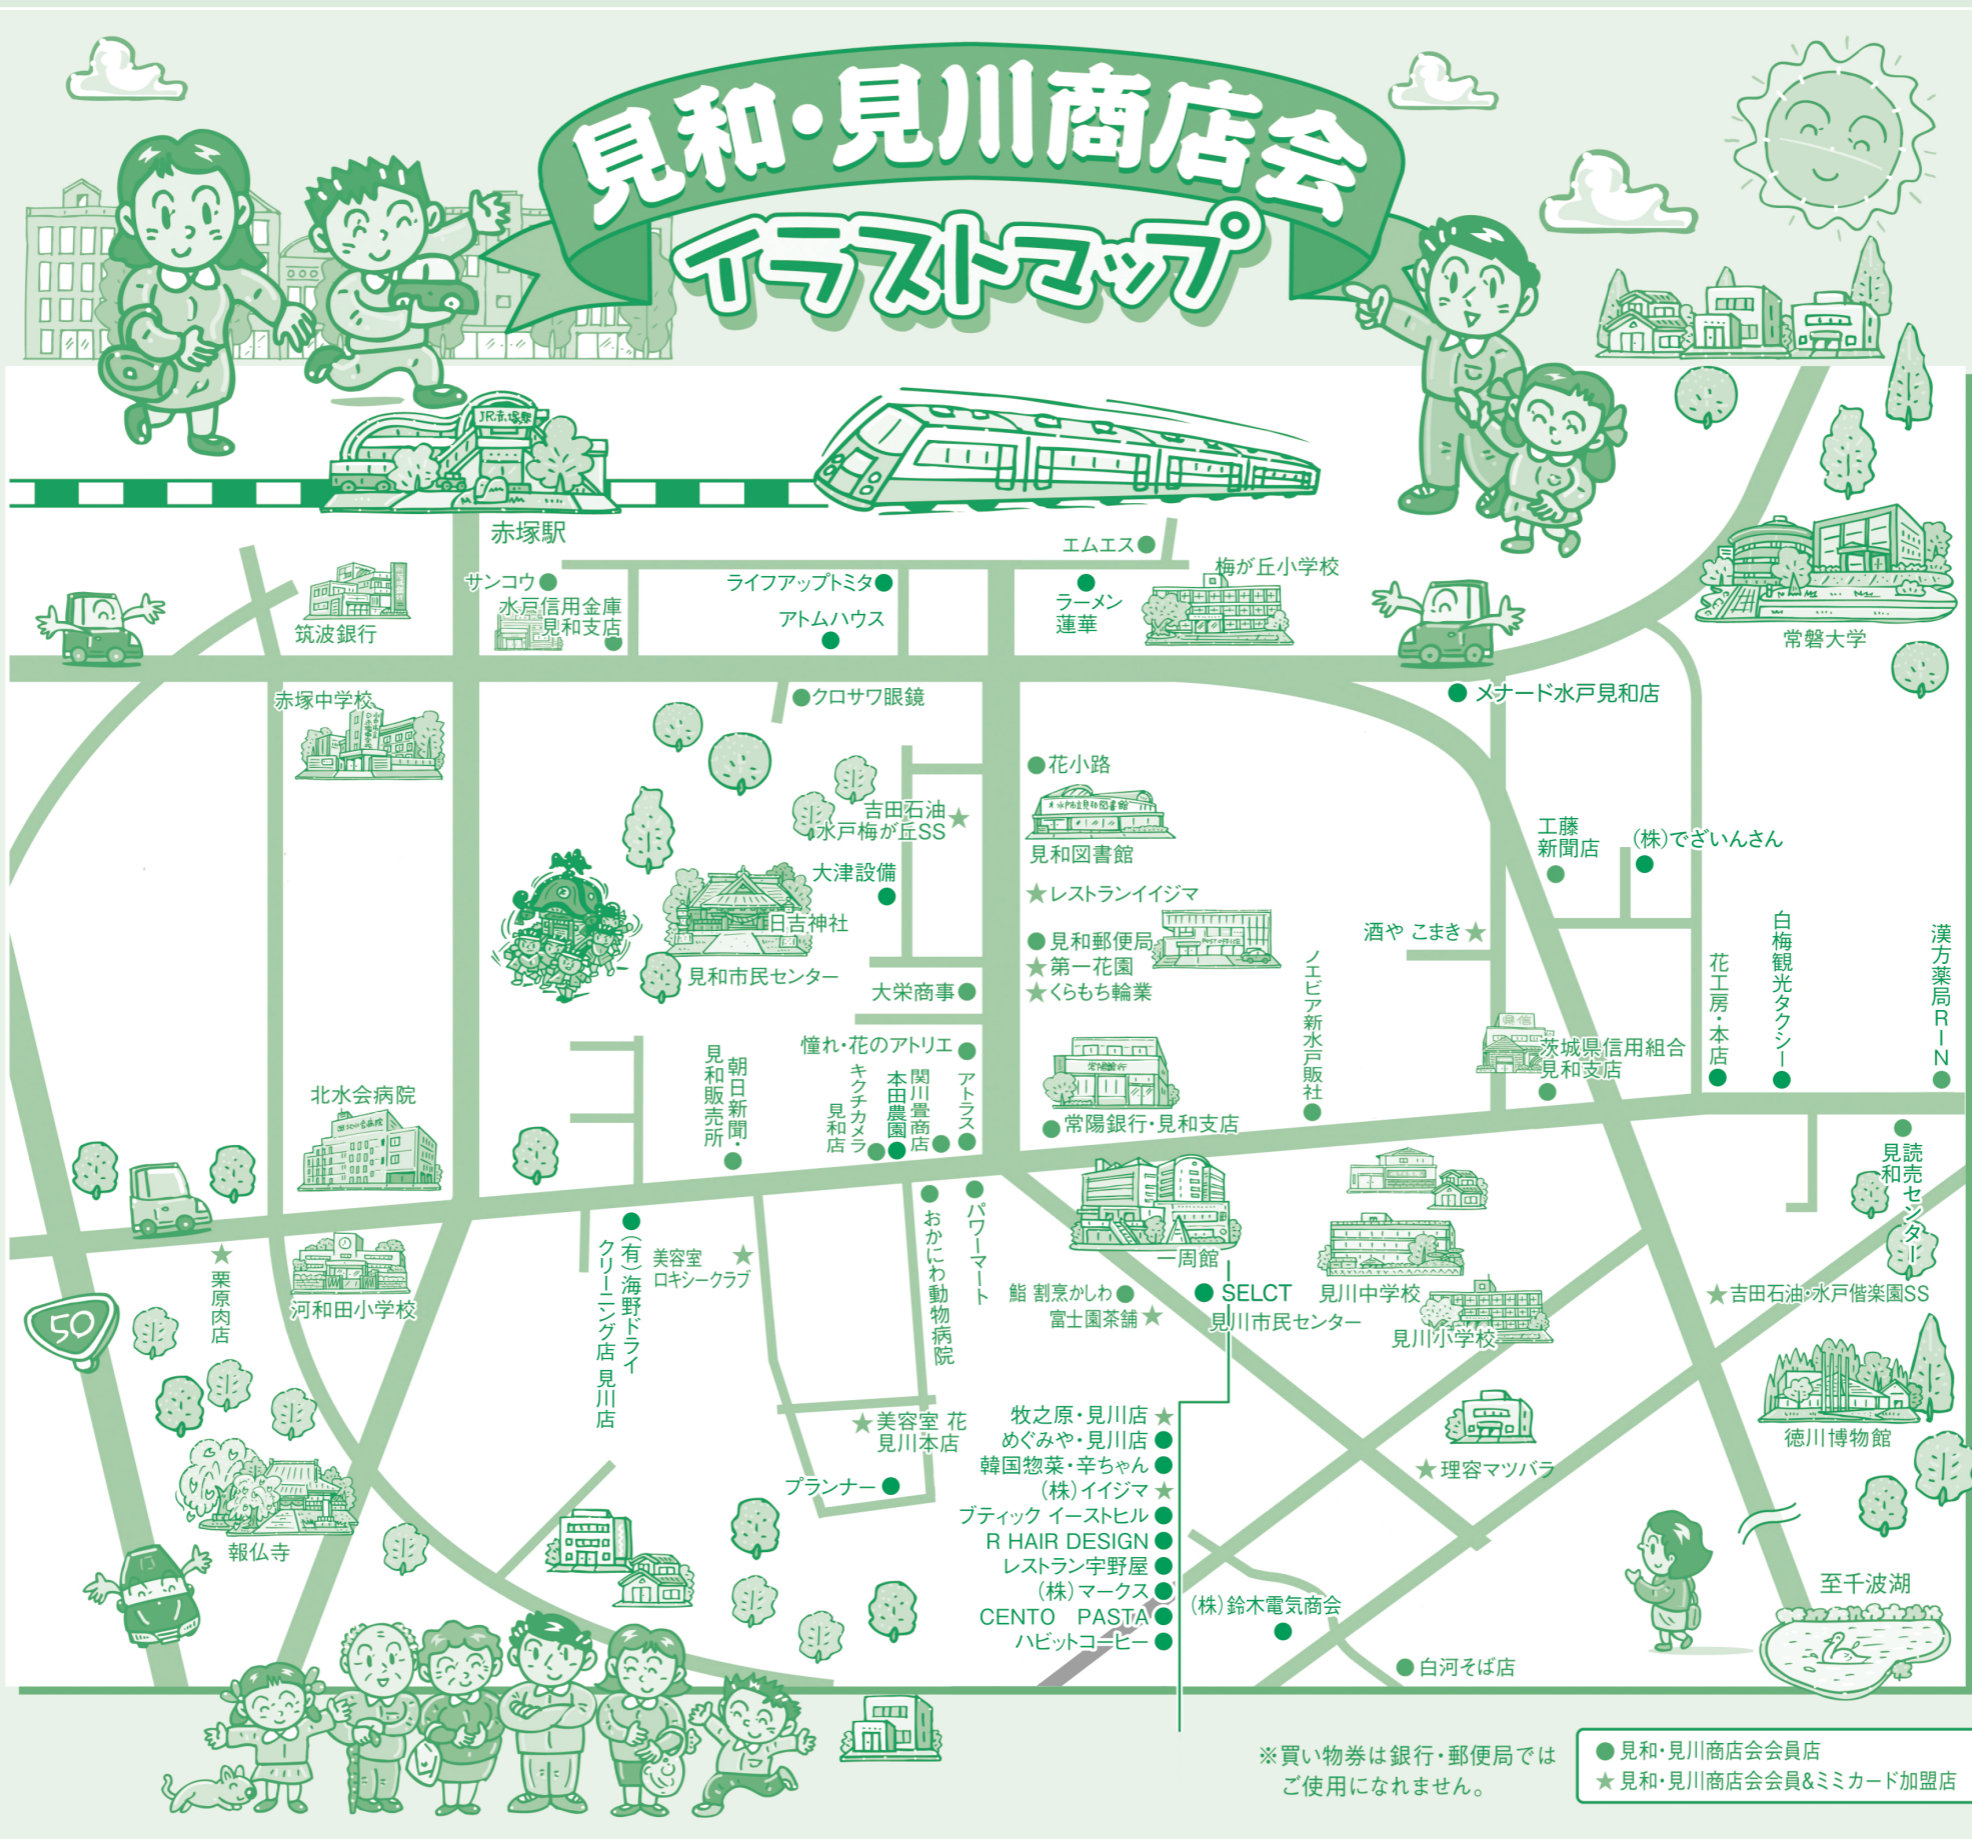 見和・見川商店会
イラストマップ
JR赤塚駅
赤塚駅
エムエス
梅が丘小学校
サンコウ
水戸信用金庫
見和支店
ライフアップトミタ
アトムハウス
ラーメン
蓮華
筑波銀行
常磐大学
赤塚中学校
クロサワ眼鏡
メナード水戸見和店
花小路
水戸市立見和図書館
見和図書館
吉田石油
水戸梅が丘SS
大津設備
日吉神社
見和市民センター
レストランイイジマ
見和郵便局
POST OFFICE
第一花園
くらもち輪業
大栄商事
工藤
新聞店
(株)でざいんさん
酒や こまき
ノエビア新水戸販社
花工房・本店
白梅観光タクシー
漢方薬局RIN
茨城県信用組合
見和支店
憧れ・花のアトリエ
朝日新聞・
見和販売所
キクチカメラ
見和店
本田農園
関川畳商店
アトラス
常陽銀行
常陽銀行・見和支店
北水会病院
読売センター
見和
栗原肉店
河和田小学校
(有)海野ドライ
クリーニング店 見川店
美容室
ロキシークラブ
おかにわ動物病院
パワーマート
一周館
鮨 割烹かしわ
富士園茶舗
SELCT
見川市民センター
見川中学校
見川小学校
吉田石油・水戸偕楽園SS
徳川博物館
50
美容室 花
見川本店
プランナー
牧之原・見川店
めぐみや・見川店
韓国惣菜・辛ちゃん
(株)イイジマ
ブティック イーストヒル
R HAIR DESIGN
レストラン宇野屋
(株)マークス
CENTO PASTA
ハビットコーヒー
理容マツバラ
報仏寺
(株)鈴木電気商会
白河そば店
至千波湖
※買い物券は銀行・郵便局では
ご使用になれません。
●見和・見川商店会会員店
★見和・見川商店会会員&ミミカード加盟店